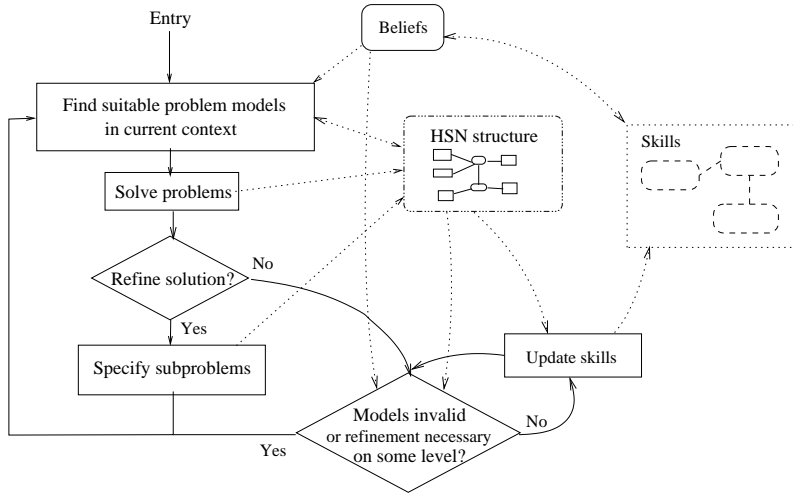 Entry
Beliefs
Find suitable problem models
in current context
HSN structure
Skills
Solve problems
Refine solution?
No
Yes
Specify subproblems
Update skills
Models invalid
or refinement necessary
on some level?
No
Yes